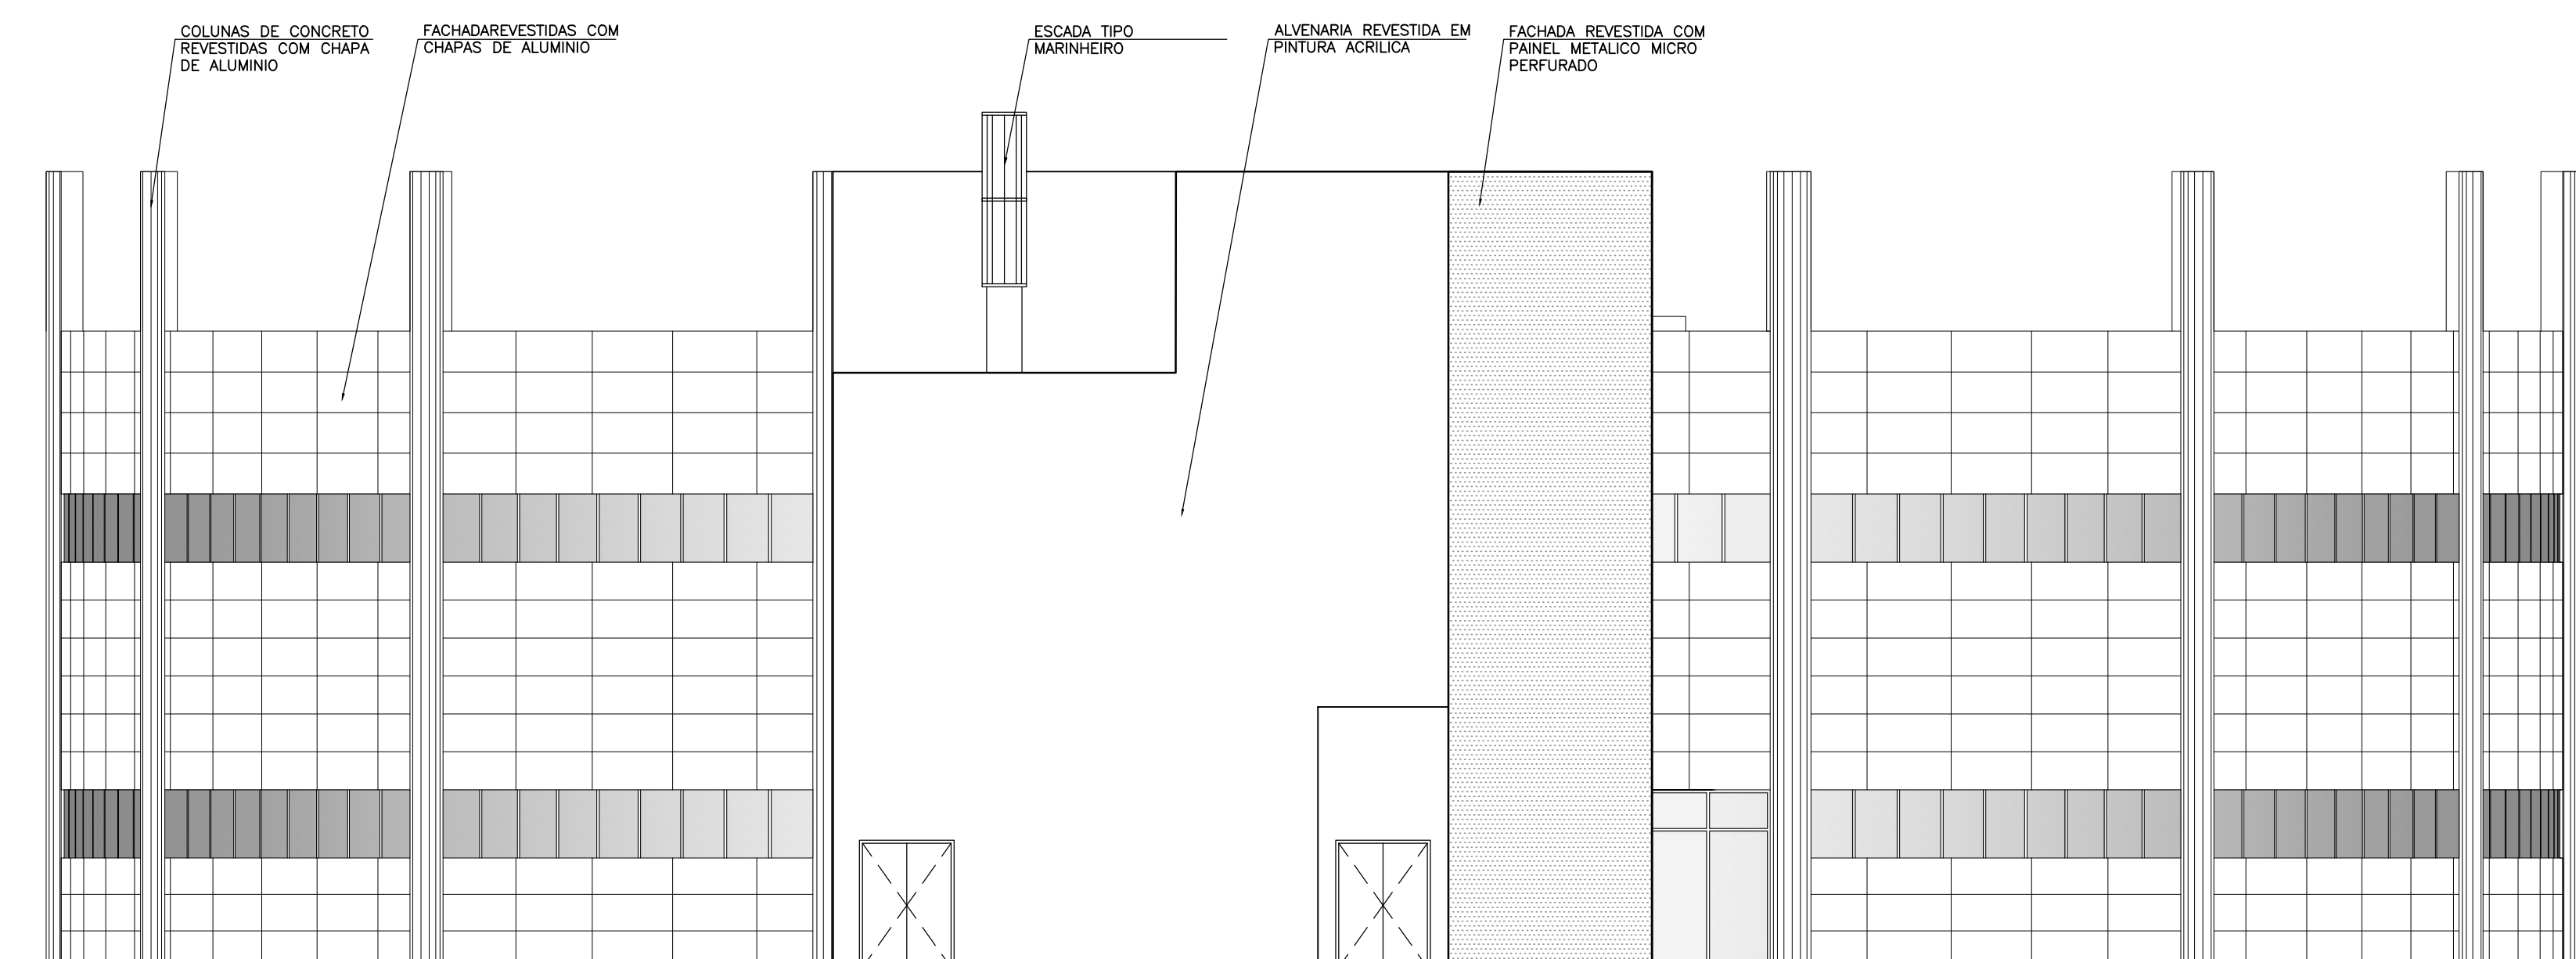 COLUNAS DE CONCRETO
REVESTIDAS COM CHAPA
DE ALUMINIO
FACHADAREVESTIDAS COM
CHAPAS DE ALUMINIO
ESCADA TIPO
MARINHEIRO
ALVENARIA REVESTIDA EM
PINTURA ACRILICA
FACHADA REVESTIDA COM
PAINEL METALICO MICRO
PERFURADO